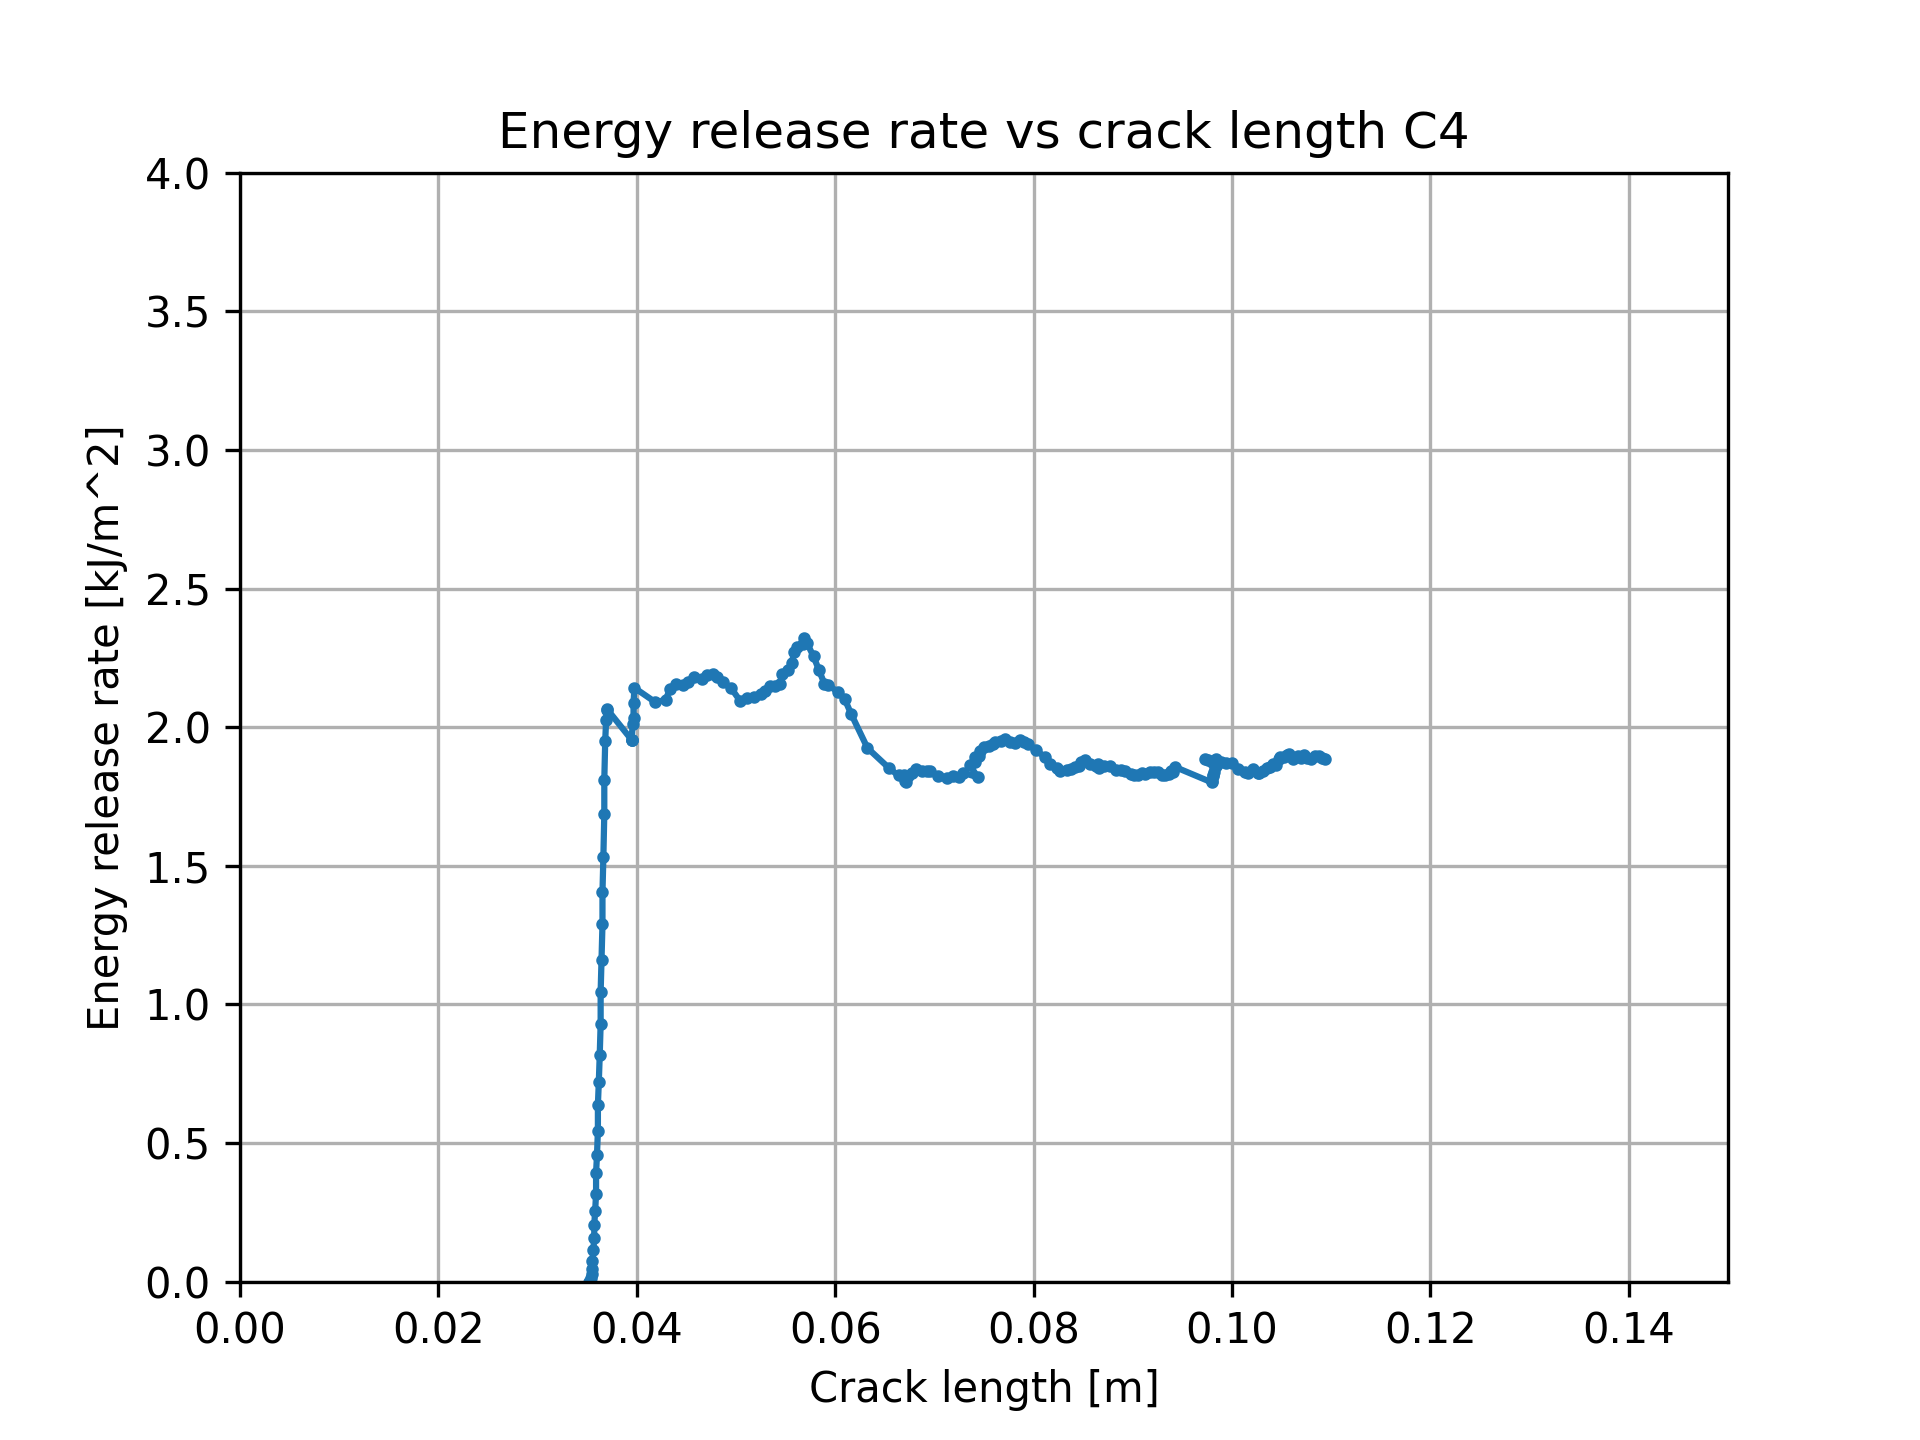 Energy release rate vs crack length C4
4.0
3.5
3.0
2.5
2.0
1.5
1.0
0.5
0.0
Energy release rate [kJ/m^2]
0.00 0.02 0.04 0.06 0.08 0.10 0.12 0.14
Crack length [m]